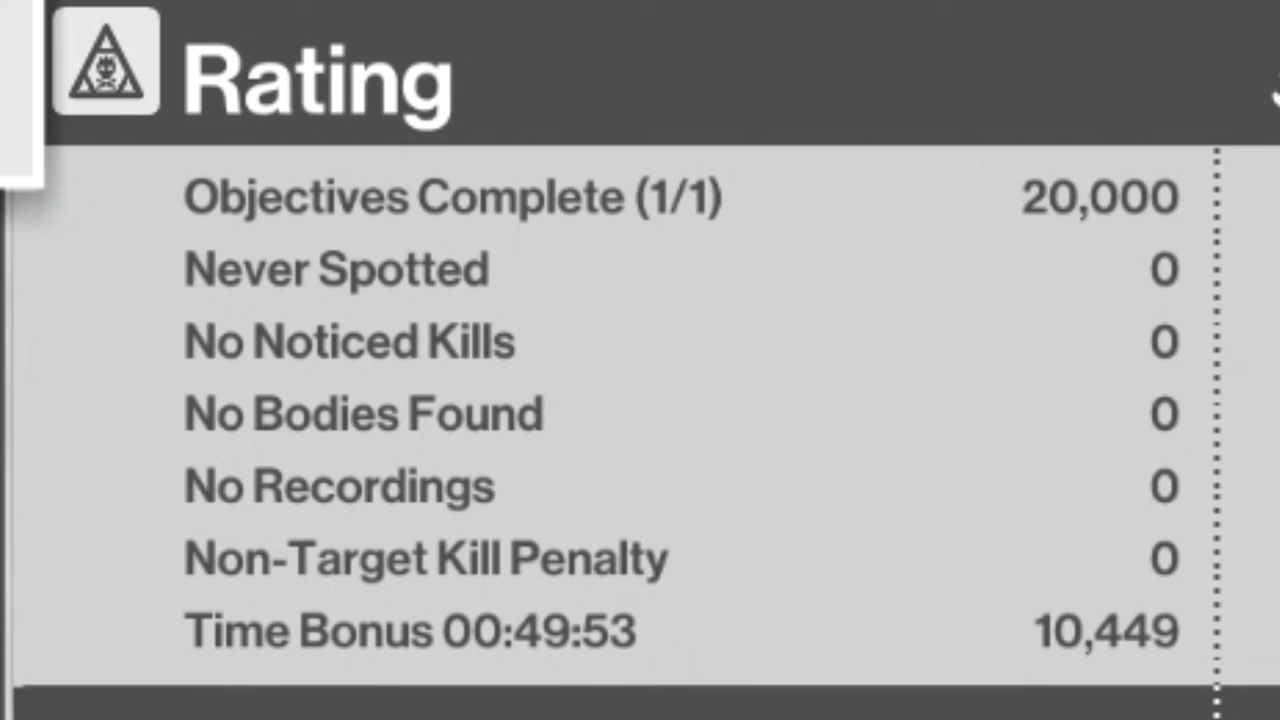 Rating
Objectives Complete (1/1) 20,000
Never Spotted 0
No Noticed Kills 0
No Bodies Found 0
No Recordings 0
Non-Target Kill Penalty 0
Time Bonus 00:49:53 10,449